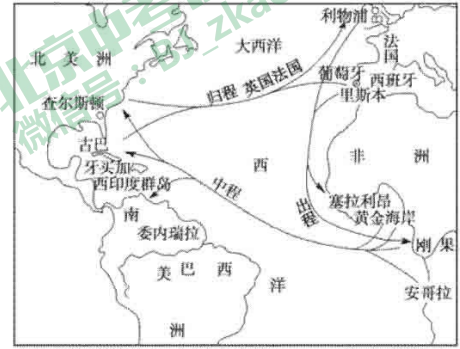 利物浦
大西洋
北美洲
法国
葡萄牙
西班牙
归程 英国法国
里斯本
查尔斯顿
古巴
牙买加
西印度群岛
西
非洲
中程
出程
塞拉利昂
黄金海岸
南
委内瑞拉
刚果
美
巴西
洋
安哥拉
洲
北京中考
微信号:bj_zkao